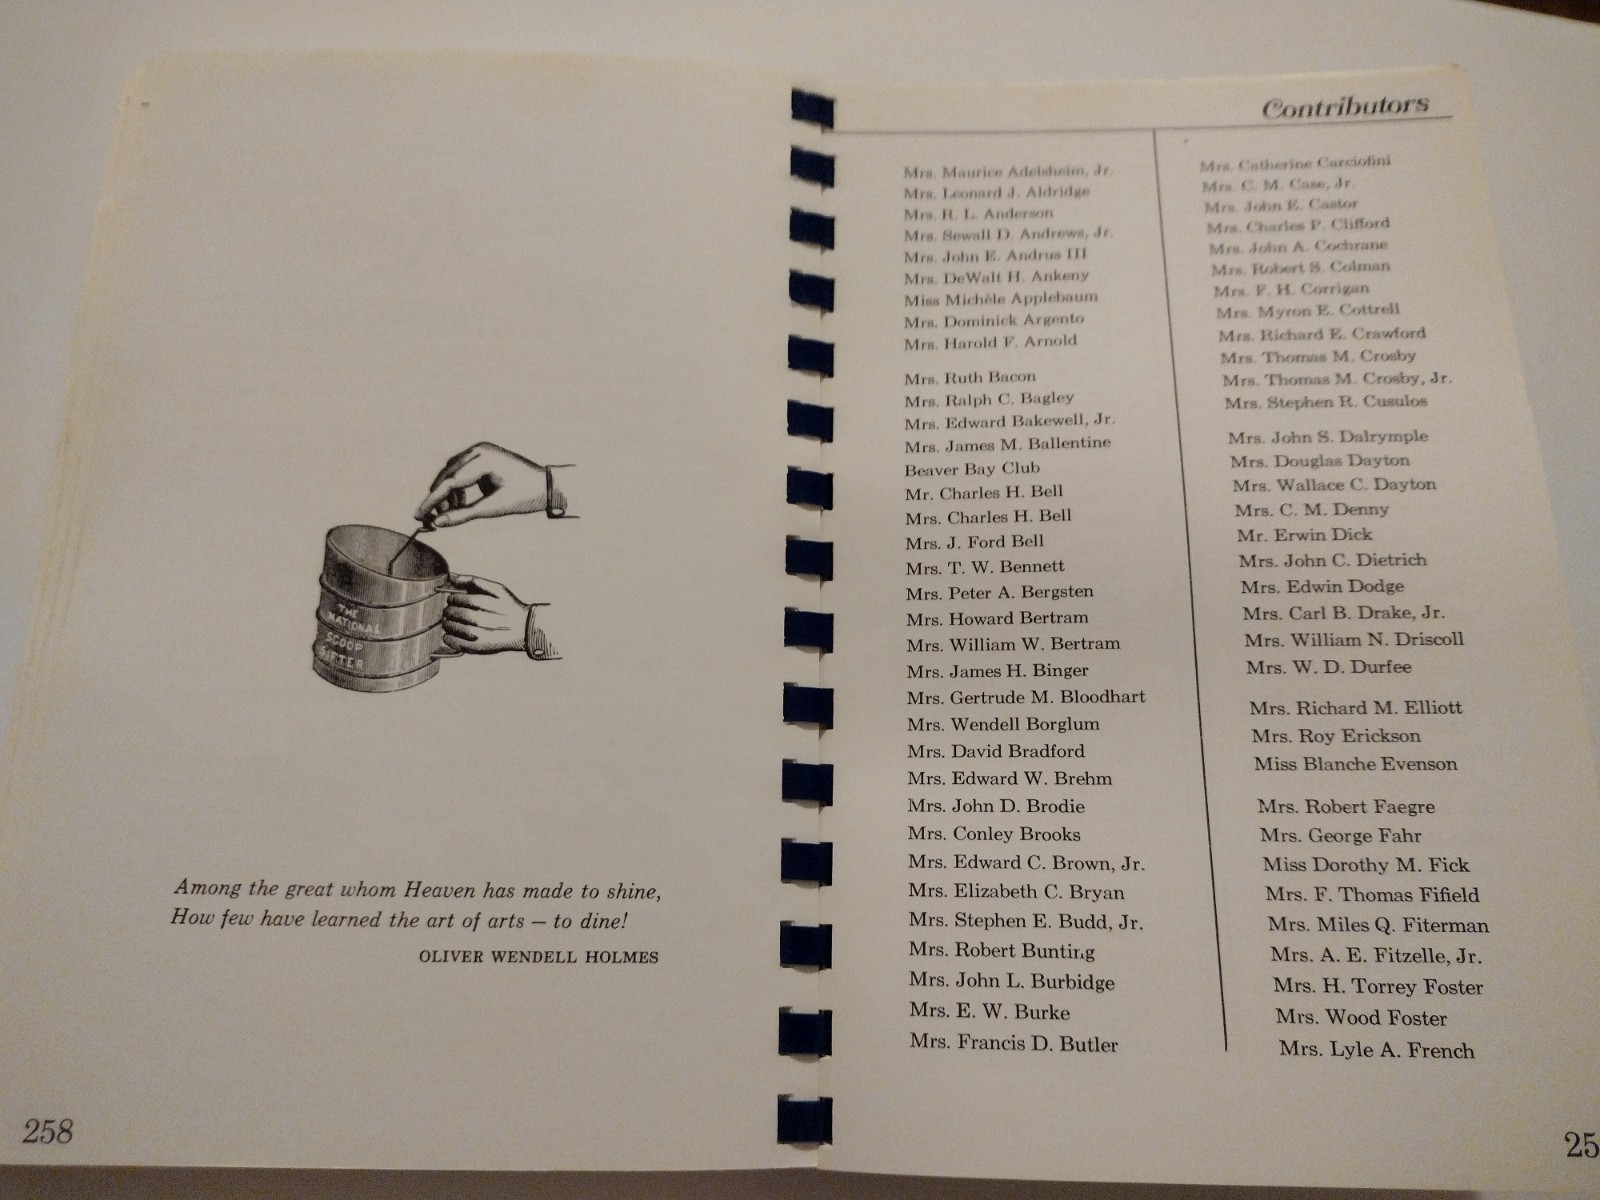 THE
NATIONAL
SCOOP
SIFTER
Among the great whom Heaven has made to shine,
How few have learned the art of arts — to dine!
OLIVER WENDELL HOLMES
258
Contributors
Mrs. Maurice Adelsheim, Jr.
Mrs. Leonard J. Aldridge
Mrs. R. L. Anderson
Mrs. Sewall D. Andrews, Jr.
Mrs. John E. Andrus III
Mrs. DeWalt H. Ankeny
Miss Michèle Applebaum
Mrs. Dominick Argento
Mrs. Harold F. Arnold
Mrs. Ruth Bacon
Mrs. Ralph C. Bagley
Mrs. Edward Bakewell, Jr.
Mrs. James M. Ballentine
Beaver Bay Club
Mr. Charles H. Bell
Mrs. Charles H. Bell
Mrs. J. Ford Bell
Mrs. T. W. Bennett
Mrs. Peter A. Bergsten
Mrs. Howard Bertram
Mrs. William W. Bertram
Mrs. James H. Binger
Mrs. Gertrude M. Bloodhart
Mrs. Wendell Borglum
Mrs. David Bradford
Mrs. Edward W. Brehm
Mrs. John D. Brodie
Mrs. Conley Brooks
Mrs. Edward C. Brown, Jr.
Mrs. Elizabeth C. Bryan
Mrs. Stephen E. Budd, Jr.
Mrs. Robert Bunting
Mrs. John L. Burbidge
Mrs. E. W. Burke
Mrs. Francis D. Butler
Mrs. Catherine Carciofini
Mrs. C. M. Case, Jr.
Mrs. John E. Castor
Mrs. Charles P. Clifford
Mrs. John A. Cochrane
Mrs. Robert S. Colman
Mrs. F. H. Corrigan
Mrs. Myron E. Cottrell
Mrs. Richard E. Crawford
Mrs. Thomas M. Crosby
Mrs. Thomas M. Crosby, Jr.
Mrs. Stephen R. Cusulos
Mrs. John S. Dalrymple
Mrs. Douglas Dayton
Mrs. Wallace C. Dayton
Mrs. C. M. Denny
Mr. Erwin Dick
Mrs. John C. Dietrich
Mrs. Edwin Dodge
Mrs. Carl B. Drake, Jr.
Mrs. William N. Driscoll
Mrs. W. D. Durfee
Mrs. Richard M. Elliott
Mrs. Roy Erickson
Miss Blanche Evenson
Mrs. Robert Faegre
Mrs. George Fahr
Miss Dorothy M. Fick
Mrs. F. Thomas Fifield
Mrs. Miles Q. Fiterman
Mrs. A. E. Fitzelle, Jr.
Mrs. H. Torrey Foster
Mrs. Wood Foster
Mrs. Lyle A. French
25